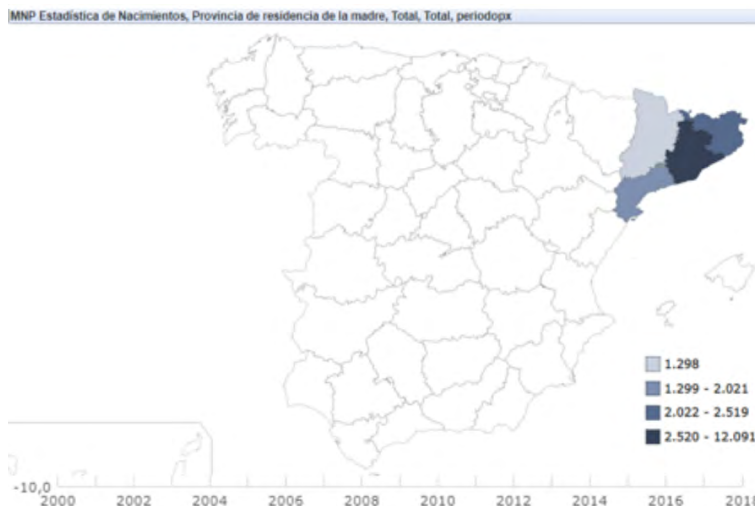 MNP Estadística de Nacimientos, Provincia de residencia de la madre, Total, Total, periodopx
1.298
1.299 - 2.021
2.022 - 2.519
2.520 - 12.091
-10,0
2000 2002 2004 2006 2008 2010 2012 2014 2016 2018